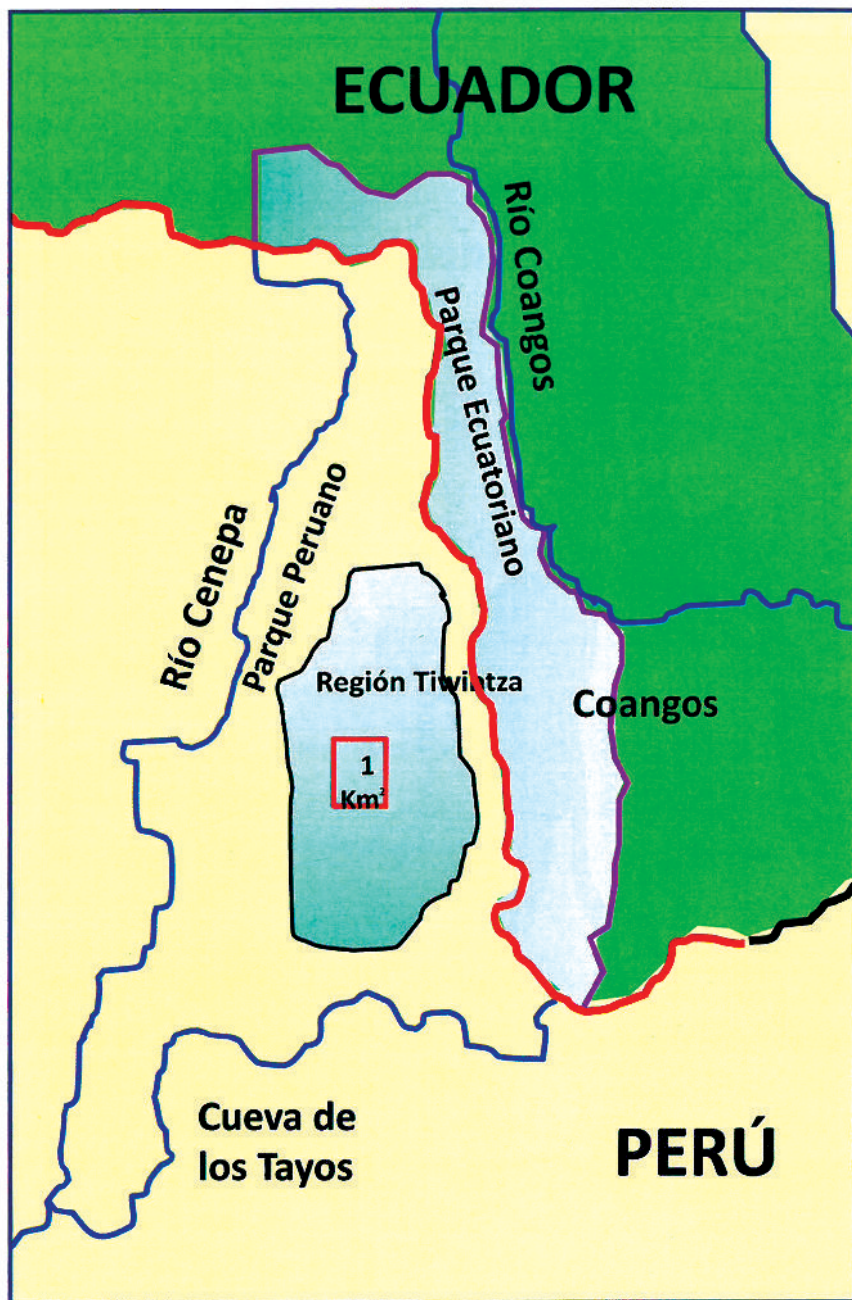 ECUADOR
Río Coangos
Parque Ecuatoriano
Río Cenepa
Parque Peruano
Región Tiwintza
Coangos
1
Km²
Cueva de
los Tayos
PERÚ